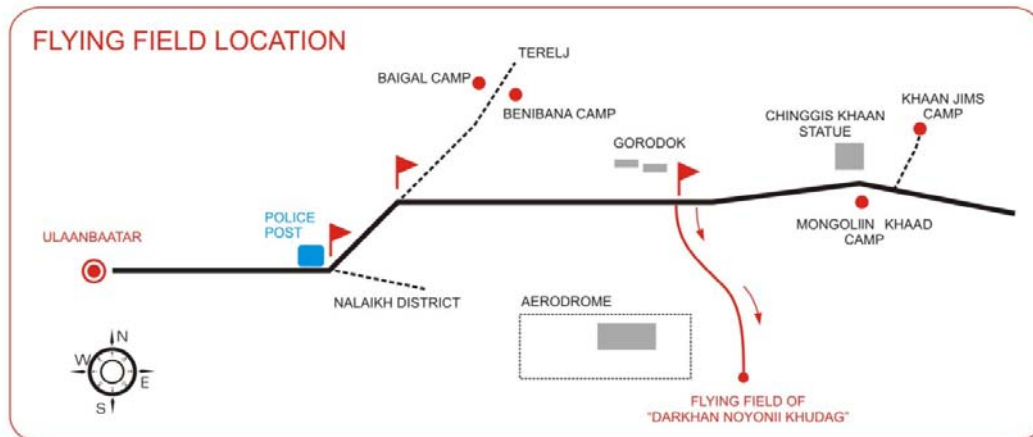 FLYING FIELD LOCATION
TERELJ
BAIGAL CAMP
BENIBANA CAMP
KHAAN JIMS
CAMP
CHINGGIS KHAAN
STATUE
GORODOK
POLICE
POST
ULAANBAATAR
MONGOLIIN KHAAD
CAMP
NALAIKH DISTRICT
AERODROME
N
W
E
S
FLYING FIELD OF
"DARKHAN NOYONII KHUDAG"